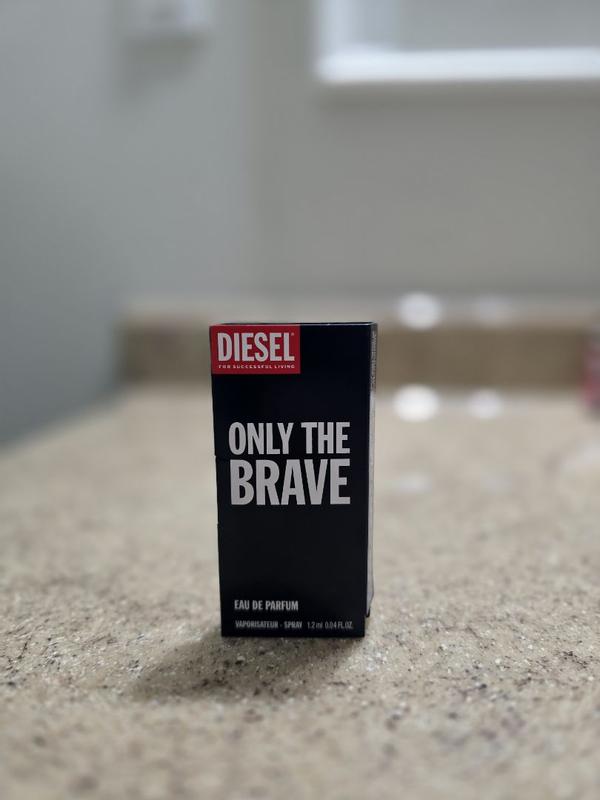 DIESEL
FOR SUCCESSFUL LIVING
ONLY THE
BRAVE
EAU DE PARFUM
VAPORISATEUR - SPRAY 1.2 ml 0.04 FL.OZ.